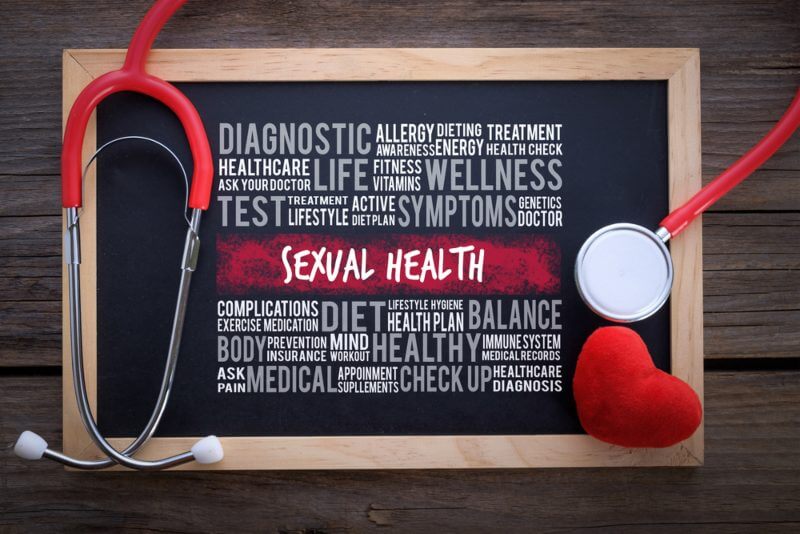 DIAGNOSTIC ALLERGY DIETING TREATMENT
AWARENESS ENERGY HEALTH CHECK
HEALTHCARE LIFE FITNESS WELLNESS
ASK YOUR DOCTOR VITAMINS
TEST TREATMENT ACTIVE SYMPTOMS GENETICS
LIFESTYLE DIET PLAN DOCTOR
SEXUAL HEALTH
COMPLICATIONS DIET LIFESTYLE HYGIENE BALANCE
EXERCISE MEDICATION HEALTH PLAN
BODY PREVENTION MIND HEALTHY IMMUNE SYSTEM
INSURANCE WORKOUT MEDICAL RECORDS
ASK MEDICAL APPOINMENT CHECK UP HEALTHCARE
PAIN SUPLLEMENTS DIAGNOSIS